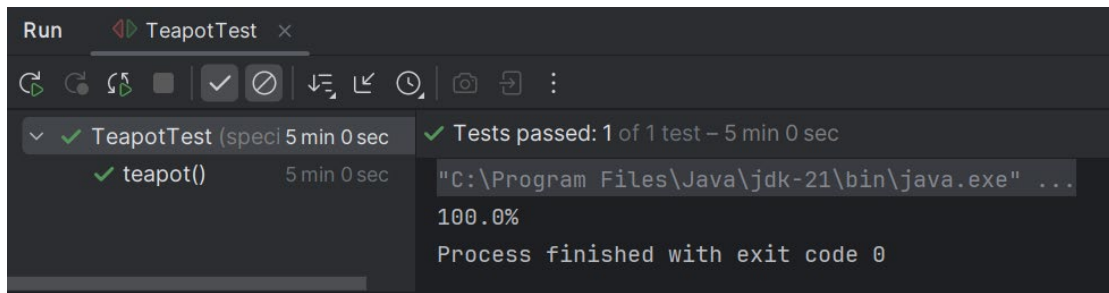 Run TeapotTest
TeapotTest (speci 5 min 0 sec
teapot() 5 min 0 sec
Tests passed: 1 of 1 test – 5 min 0 sec
"C:\Program Files\Java\jdk-21\bin\java.exe" ...
100.0%
Process finished with exit code 0